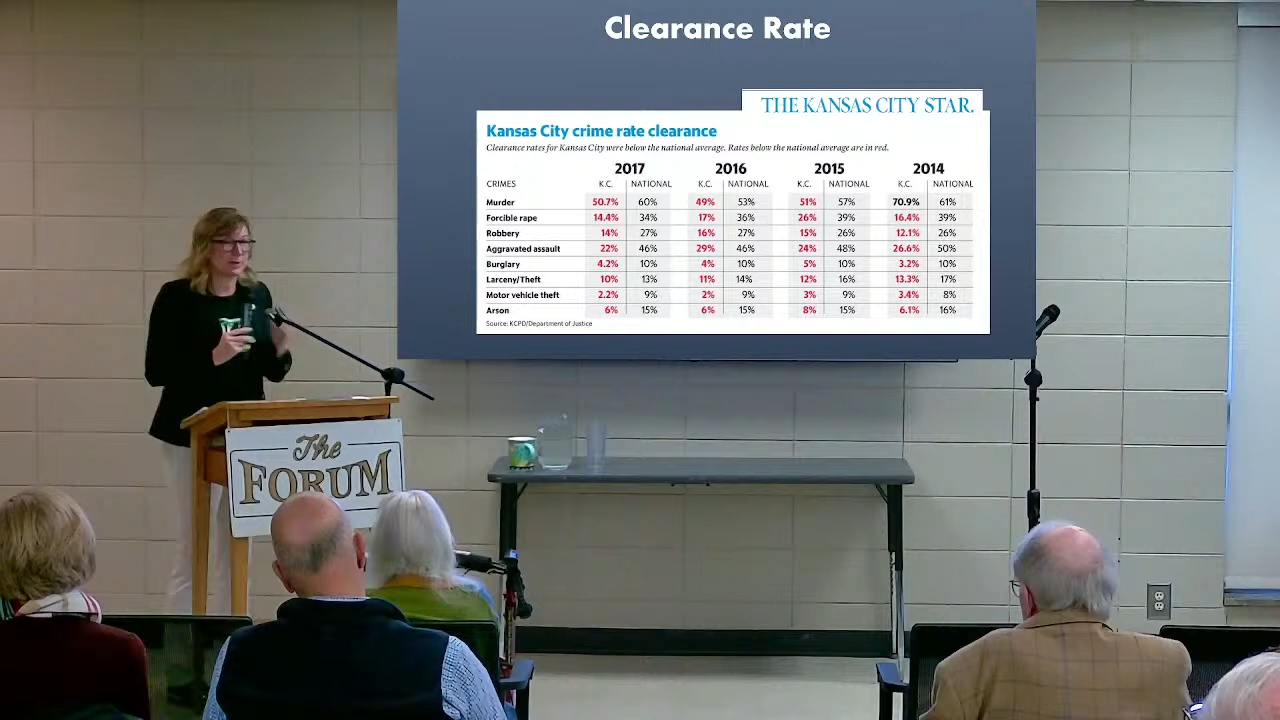 Clearance Rate
THE KANSAS CITY STAR.
Kansas City crime rate clearance
Clearance rates for Kansas City were below the national average. Rates below the national average are in red.
2017 2016 2015 2014
CRIMES K.C. NATIONAL K.C. NATIONAL K.C. NATIONAL K.C. NATIONAL
Murder 50.7% 60% 49% 53% 51% 57% 70.9% 61%
Forcible rape 14.4% 34% 17% 36% 26% 39% 16.4% 39%
Robbery 14% 27% 16% 27% 15% 26% 12.1% 26%
Aggravated assault 22% 46% 29% 46% 24% 48% 26.6% 50%
Burglary 4.2% 10% 4% 10% 5% 10% 3.2% 10%
Larceny/Theft 10% 13% 11% 14% 12% 16% 13.3% 17%
Motor vehicle theft 2.2% 9% 2% 9% 3% 9% 3.4% 8%
Arson 6% 15% 6% 15% 8% 15% 6.1% 16%
Source: KCPD/Department of Justice
The
FORUM